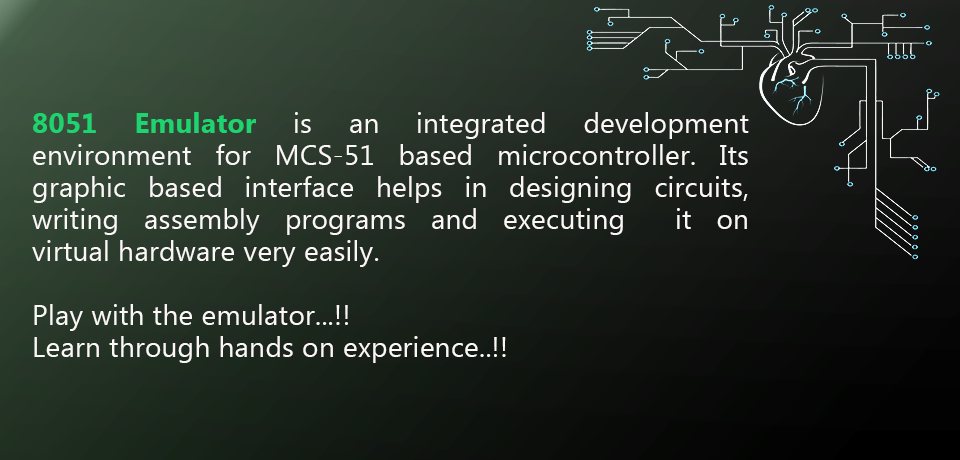 8051 Emulator is an integrated development
environment for MCS-51 based microcontroller. Its
graphic based interface helps in designing circuits,
writing assembly programs and executing it on
virtual hardware very easily.
Play with the emulator...!!
Learn through hands on experience..!!